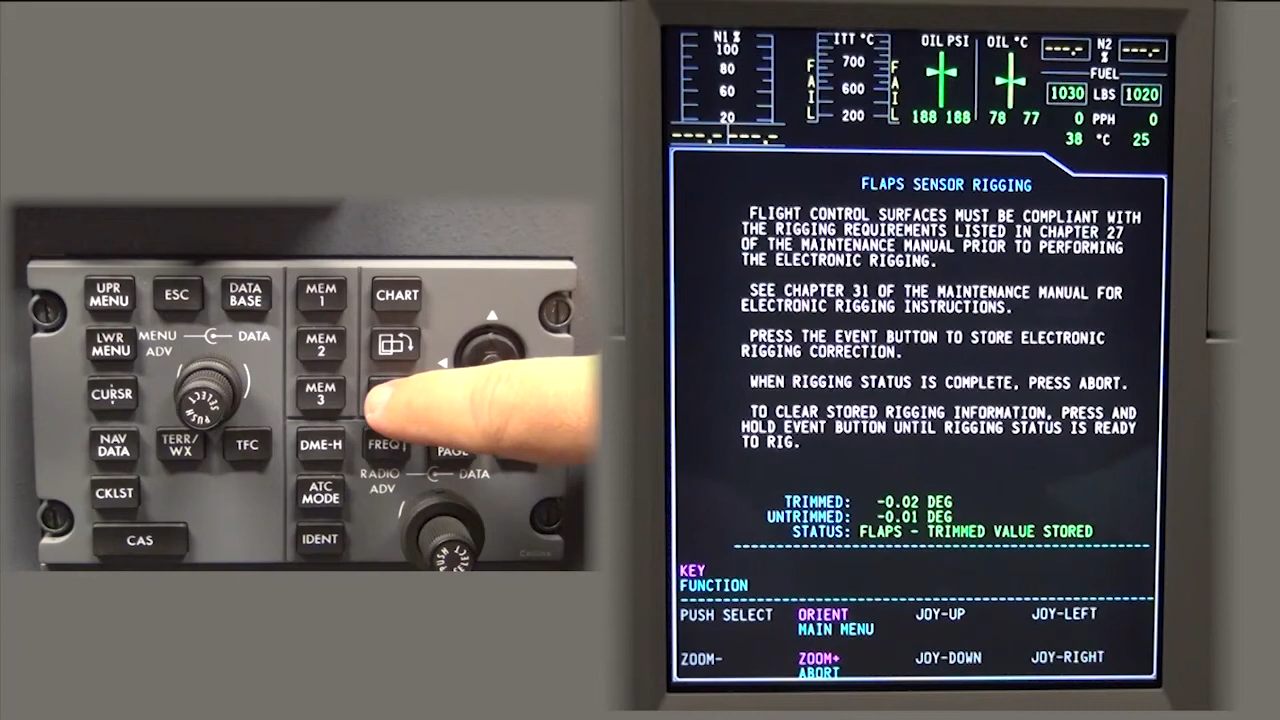 UPR
MENU
ESC
DATA
BASE
MEM
1
CHART
LWR
MENU
MENU
ADV
DATA
MEM
2
CURSR
PUSH SELECT
MEM
3
NAV
DATA
TERR/
WX
TFC
DME-H
FREQ
PAGE
RADIO
ADV
DATA
CKLST
ATC
MODE
CAS
IDENT
PUSH SELECT
Collins
N1 %
100
80
60
20
---.- ---.-
ITT °C
700
600
200
FAIL
FAIL
OIL PSI
188 188
OIL °C
78 77
---.- N2 % ---.-
FUEL
1030 LBS 1020
0 PPH 0
38 °C 25
FLAPS SENSOR RIGGING
FLIGHT CONTROL SURFACES MUST BE COMPLIANT WITH
THE RIGGING REQUIREMENTS LISTED IN CHAPTER 27
OF THE MAINTENANCE MANUAL PRIOR TO PERFORMING
THE ELECTRONIC RIGGING.
SEE CHAPTER 31 OF THE MAINTENANCE MANUAL FOR
ELECTRONIC RIGGING INSTRUCTIONS.
PRESS THE EVENT BUTTON TO STORE ELECTRONIC
RIGGING CORRECTION.
WHEN RIGGING STATUS IS COMPLETE, PRESS ABORT.
TO CLEAR STORED RIGGING INFORMATION, PRESS AND
HOLD EVENT BUTTON UNTIL RIGGING STATUS IS READY
TO RIG.
TRIMMED: -0.02 DEG
UNTRIMMED: -0.01 DEG
STATUS: FLAPS - TRIMMED VALUE STORED
KEY
FUNCTION
PUSH SELECT ORIENT JOY-UP JOY-LEFT
MAIN MENU
ZOOM- ZOOM+ JOY-DOWN JOY-RIGHT
ABORT